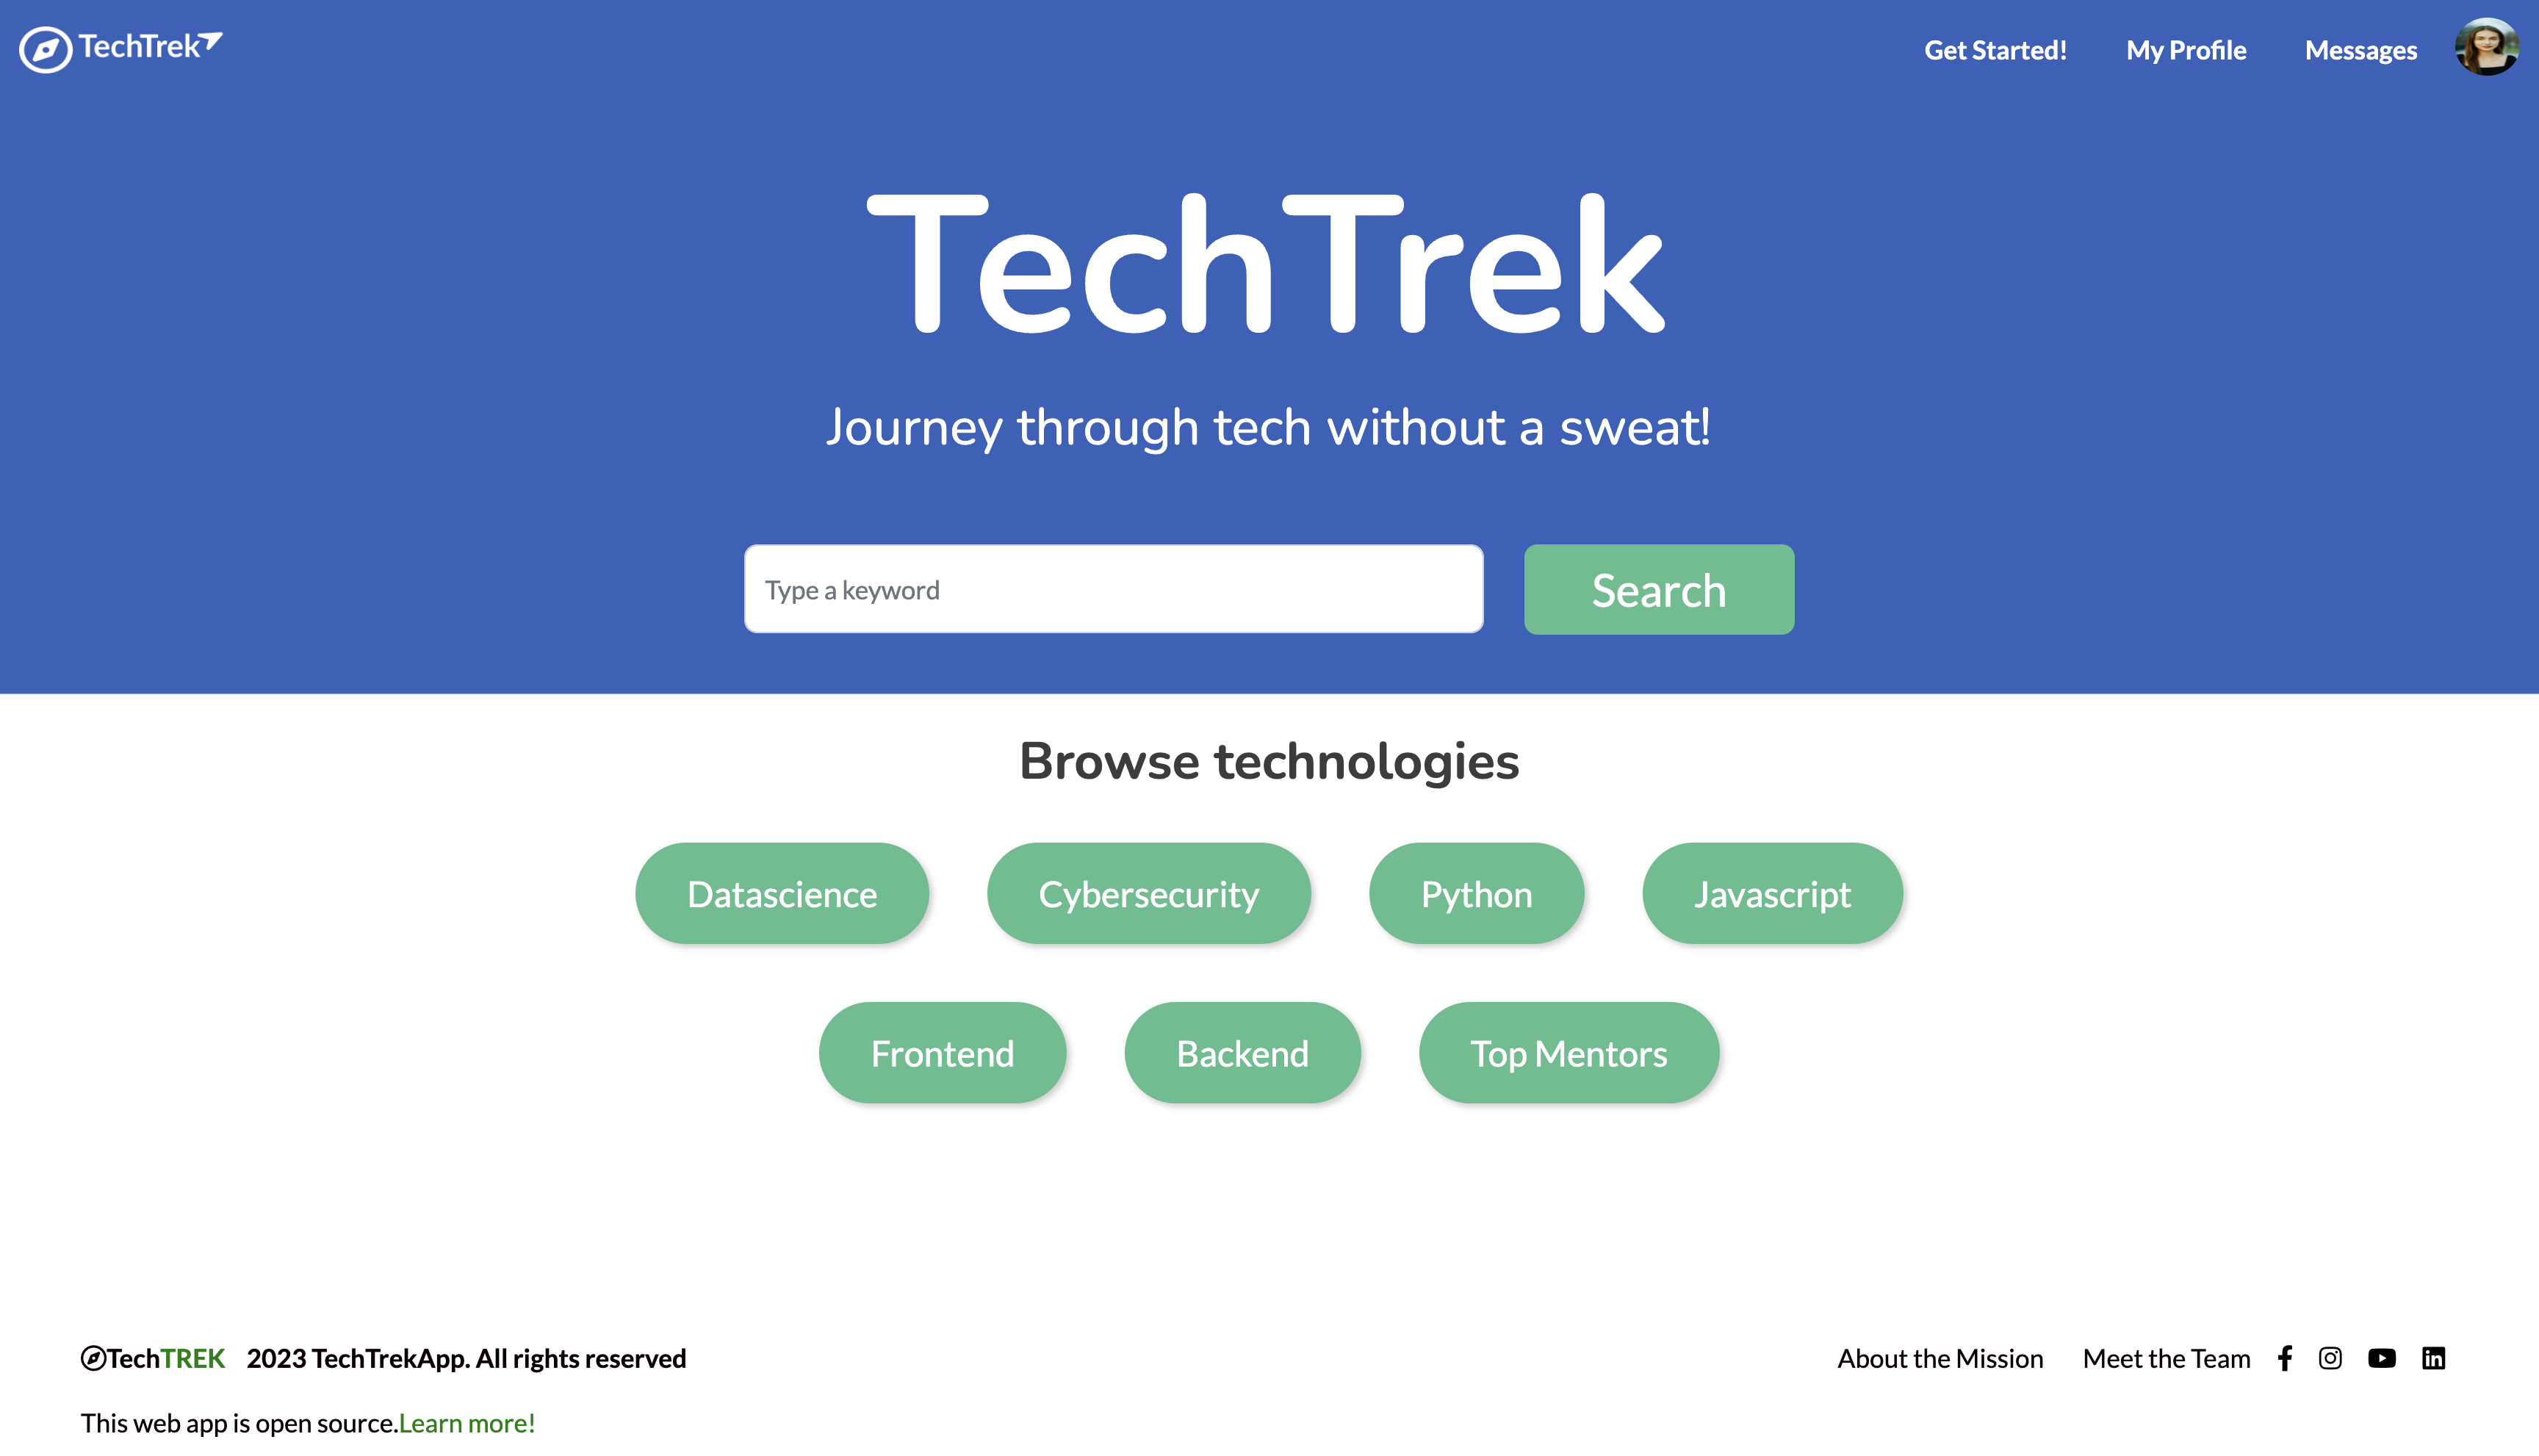 TechTrek
Get Started! My Profile Messages
TechTrek
Journey through tech without a sweat!
Type a keyword Search
Browse technologies
Datascience Cybersecurity Python Javascript
Frontend Backend Top Mentors
TechTREK 2023 TechTrekApp. All rights reserved About the Mission Meet the Team
This web app is open source.Learn more!